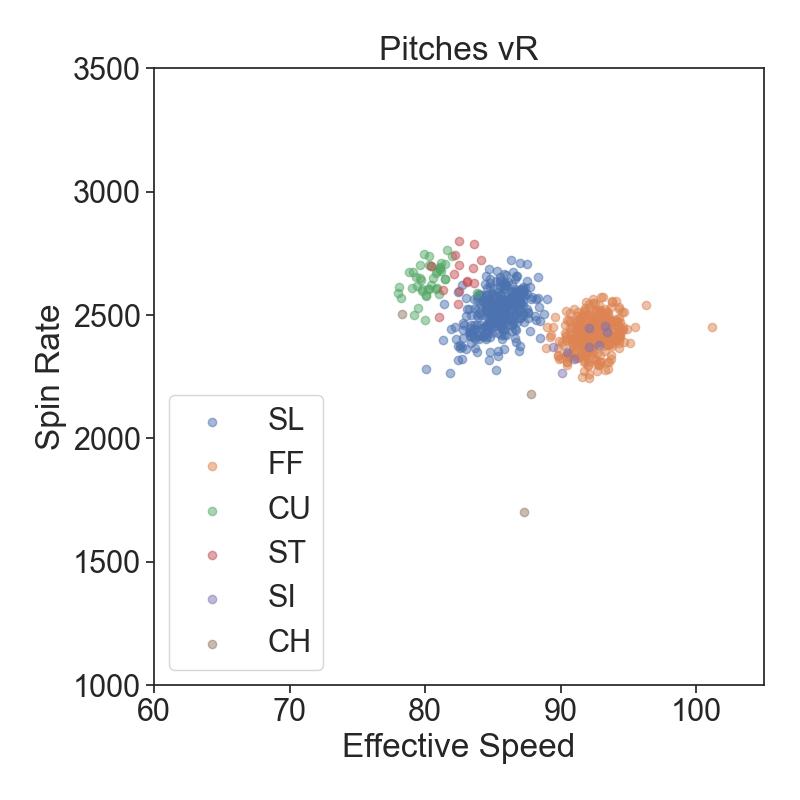 Pitches vR
3500
3000
2500
2000
1500
1000
Spin Rate
SL
FF
CU
ST
SI
CH
60 70 80 90 100
Effective Speed